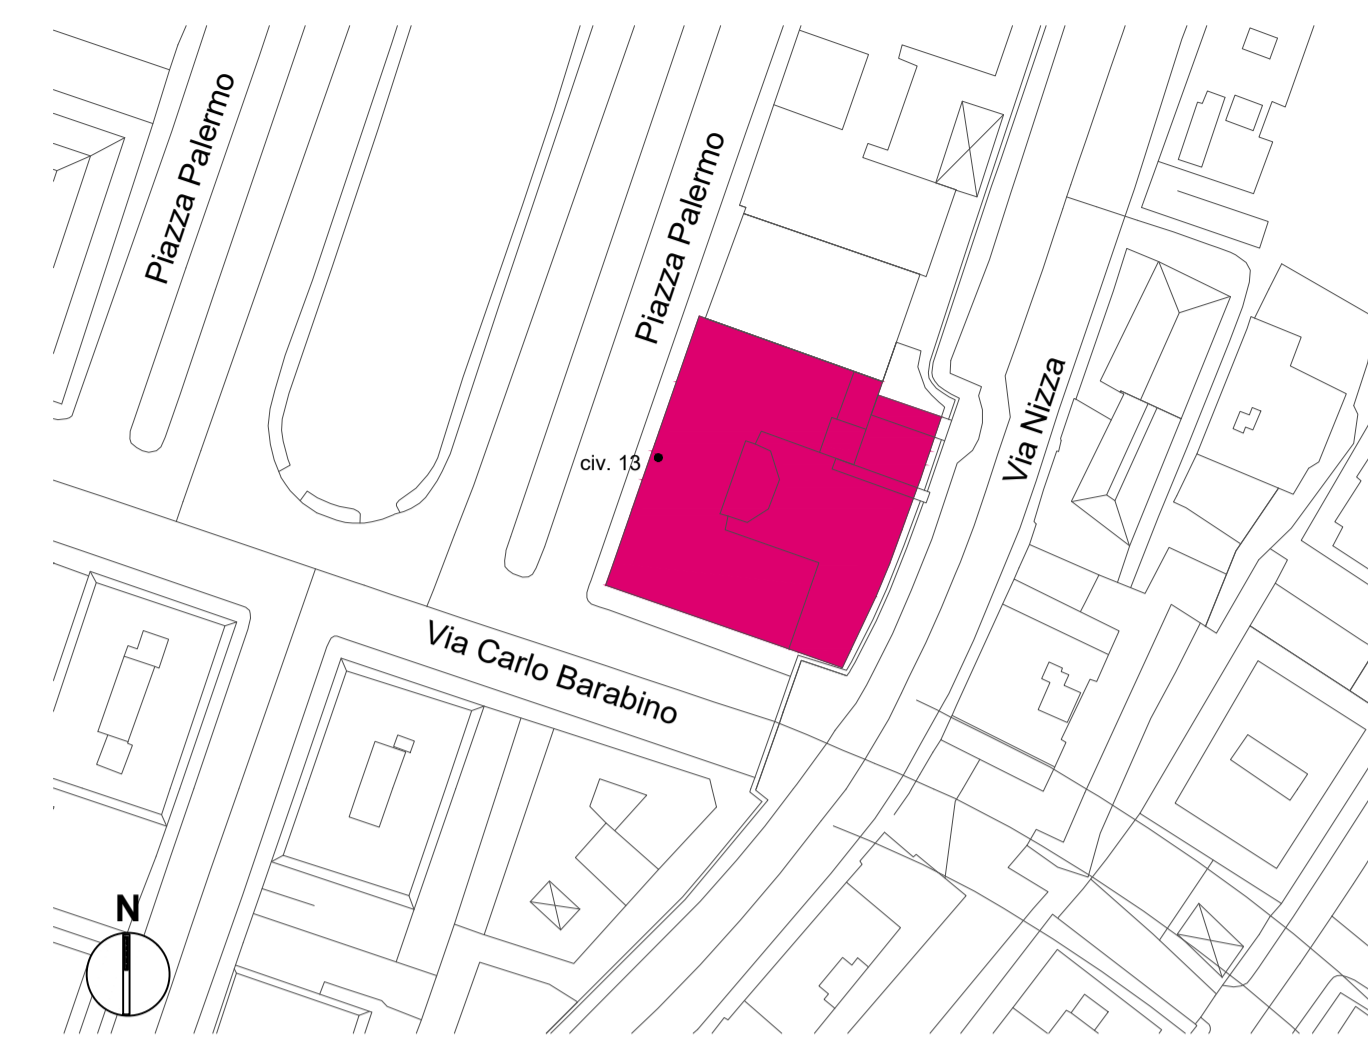 Piazza Palermo
Piazza Palermo
Via Nizza
civ. 13
Via Carlo Barabino
N